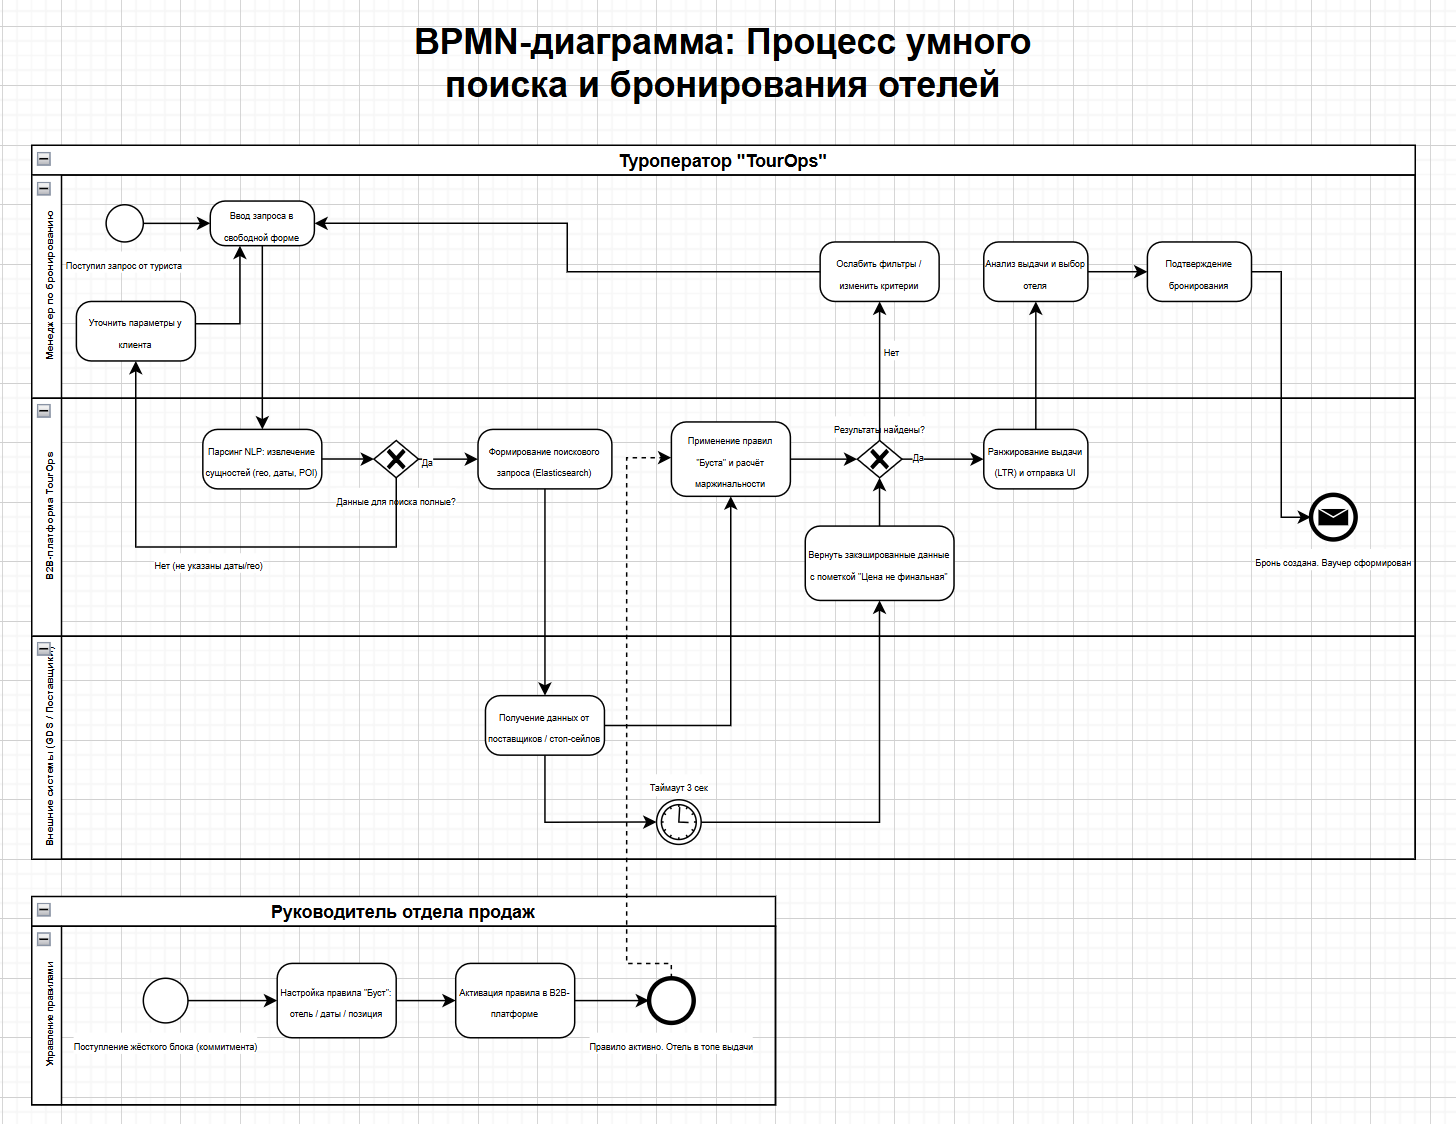 BPMN-диаграмма: Процесс умного
поиска и бронирования отелей
Туроператор "TourOps"
Менеджер по бронированию
Поступил запрос от туриста
Ввод запроса в
свободной форме
Уточнить параметры у
клиента
Ослабить фильтры /
изменить критерии
Анализ выдачи и выбор
отеля
Подтверждение
бронирования
Нет
B2B-платформа TourOps
Парсинг NLP: извлечение
сущностей (гео, даты, POI)
Да
Данные для поиска полные?
Нет (не указаны даты/гео)
Формирование поискового
запроса (Elasticsearch)
Применение правил
"Буста" и расчёт
маржинальности
Результаты найдены?
Да
Ранжирование выдачи
(LTR) и отправка UI
Вернуть закэшированные данные
с пометкой "Цена не финальная"
Бронь создана. Ваучер сформирован
Внешние системы (GDS / Поставщики)
Получение данных от
поставщиков / стоп-сейлов
Таймаут 3 сек
Руководитель отдела продаж
Управление правилами
Поступление жёсткого блока (коммитмента)
Настройка правила "Буст":
отель / даты / позиция
Активация правила в B2B-
платформе
Правило активно. Отель в топе выдачи